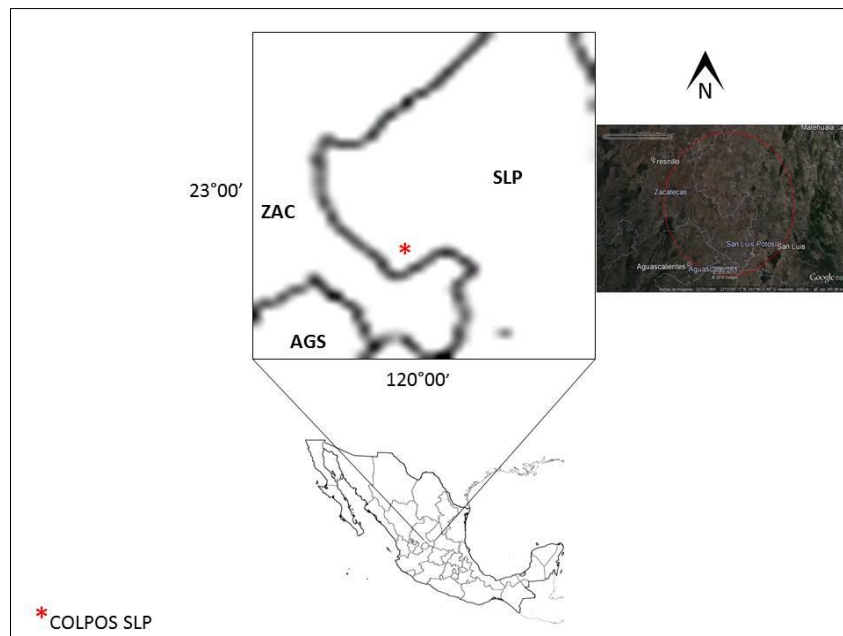 23°00'
ZAC
SLP
*
AGS
120°00'
N
Matehuala
Fresnillo
Zacatecas
San Luis Potosí
San Luis
Aguascalientes
Aguascalientes
Google
*COLPOS SLP